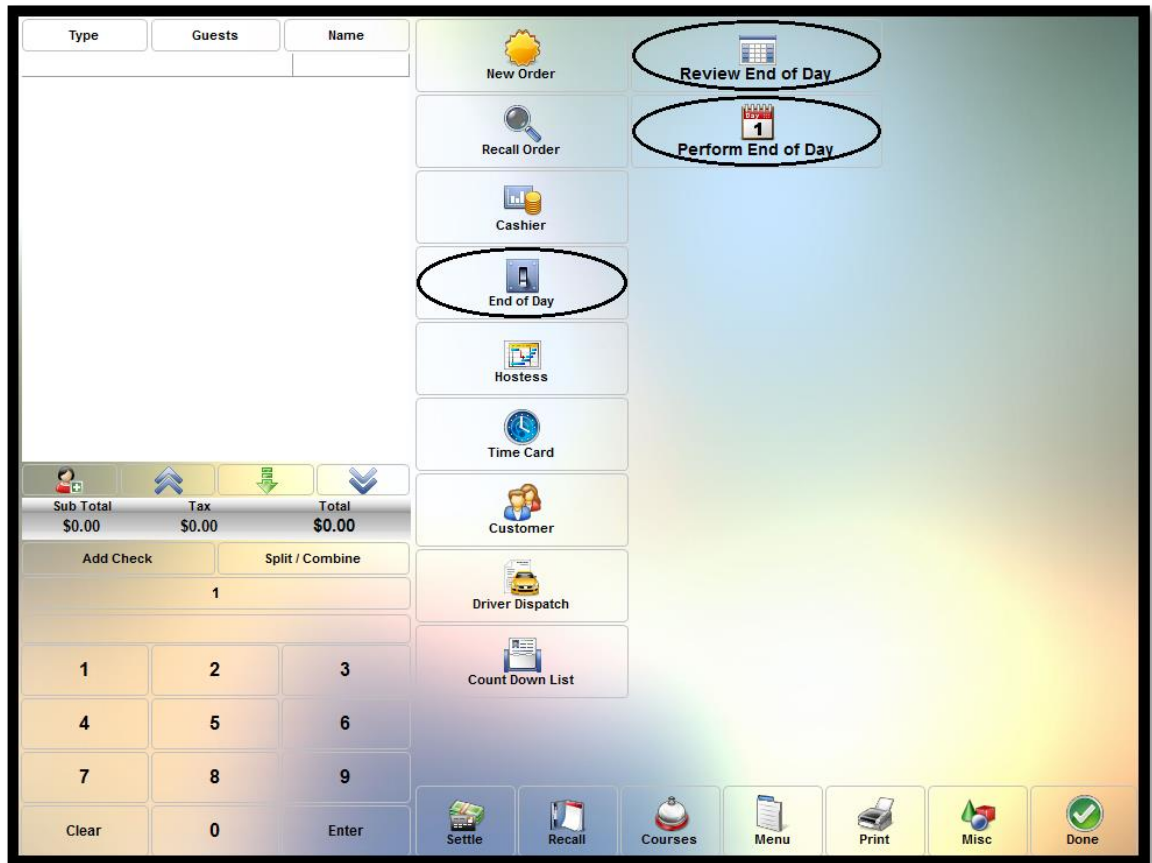 Type Guests Name
New Order
Recall Order
Cashier
End of Day
Hostess
Time Card
Customer
Driver Dispatch
Count Down List
Review End of Day
Day
1
Perform End of Day
Sub Total Tax Total
$0.00 $0.00 $0.00
Add Check Split / Combine
1
1 2 3
4 5 6
7 8 9
Clear 0 Enter
Settle Recall Courses Menu Print Misc Done